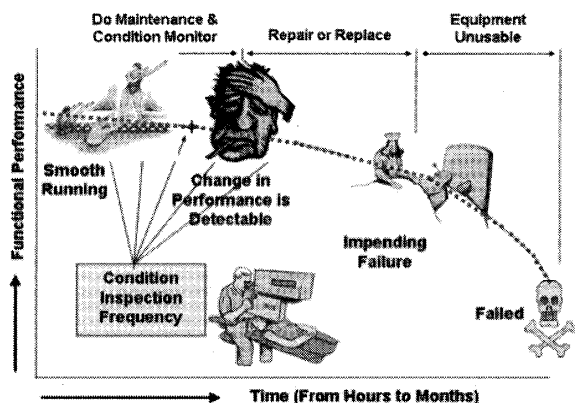 Do Maintenance &
Condition Monitor
Repair or Replace
Equipment
Unusable
Functional Performance
Smooth
Running
Change in
Performance is
Detectable
Impending
Failure
Condition
Inspection
Frequency
Failed
Time (From Hours to Months)